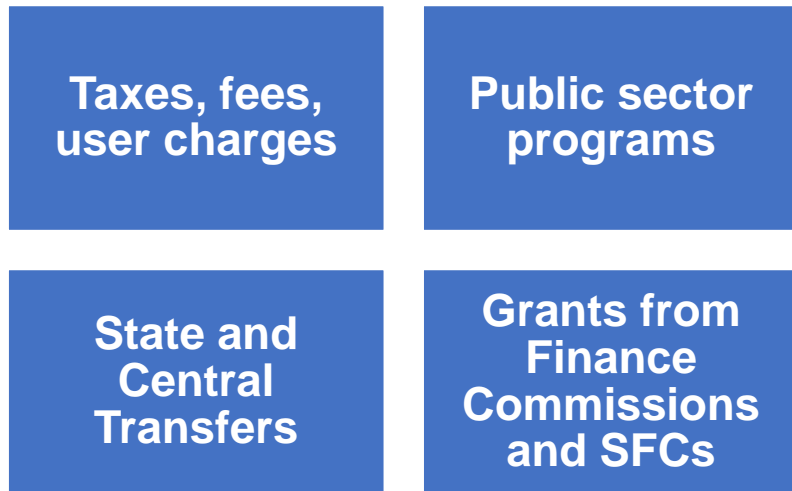 Taxes, fees,
user charges
Public sector
programs
State and
Central
Transfers
Grants from
Finance
Commissions
and SFCs